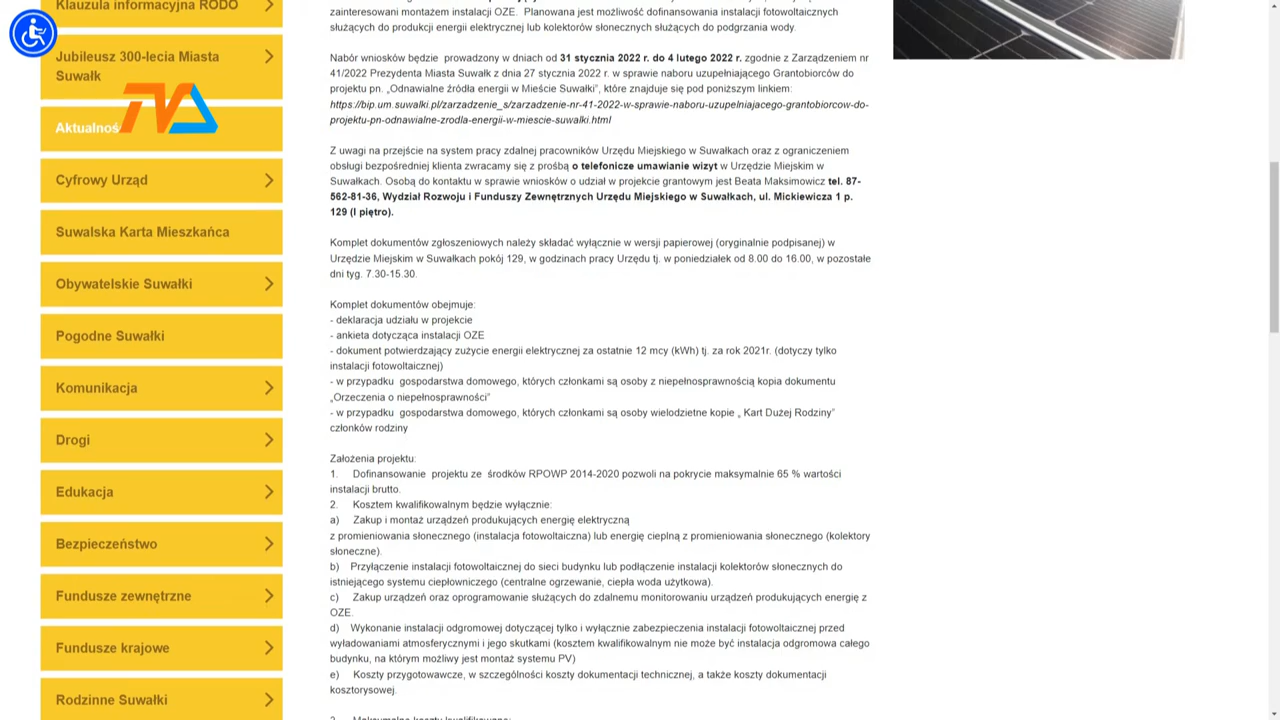 Klauzula informacyjna RODO
Jubileusz 300-lecia Miasta
Suwałk
TVA
Aktualnoś
Cyfrowy Urząd
Suwalska Karta Mieszkańca
Obywatelskie Suwałki
Pogodne Suwałki
Komunikacja
Drogi
Edukacja
Bezpieczeństwo
Fundusze zewnętrzne
Fundusze krajowe
Rodzinne Suwałki
zainteresowani montażem instalacji OZE. Planowana jest możliwość dofinansowania instalacji fotowoltaicznych
służących do produkcji energii elektrycznej lub kolektorów słonecznych służących do podgrzania wody.
Nabór wniosków będzie prowadzony w dniach od 31 stycznia 2022 r. do 4 lutego 2022 r. zgodnie z Zarządzeniem nr
41/2022 Prezydenta Miasta Suwałk z dnia 27 stycznia 2022 r. w sprawie naboru uzupełniającego Grantobiorców do
projektu pn. „Odnawialne źródła energii w Mieście Suwałki”, które znajduje się pod poniższym linkiem:
https://bip.um.suwalki.pl/zarzadzenie_s/zarzadzenie-nr-41-2022-w-sprawie-naboru-uzupelniajacego-grantobiorcow-do-
projektu-pn-odnawialne-zrodla-energii-w-miescie-suwalki.html
Z uwagi na przejście na system pracy zdalnej pracowników Urzędu Miejskiego w Suwałkach oraz z ograniczeniem
obsługi bezpośredniej klienta zwracamy się z prośbą o telefonicze umawianie wizyt w Urzędzie Miejskim w
Suwałkach. Osobą do kontaktu w sprawie wniosków o udział w projekcie grantowym jest Beata Maksimowicz tel. 87-
562-81-36, Wydział Rozwoju i Funduszy Zewnętrznych Urzędu Miejskiego w Suwałkach, ul. Mickiewicza 1 p.
129 (I piętro).
Komplet dokumentów zgłoszeniowych należy składać wyłącznie w wersji papierowej (oryginalnie podpisanej) w
Urzędzie Miejskim w Suwałkach pokój 129, w godzinach pracy Urzędu tj. w poniedziałek od 8.00 do 16.00, w pozostałe
dni tyg. 7.30-15.30.
Komplet dokumentów obejmuje:
- deklaracja udziału w projekcie
- ankieta dotycząca instalacji OZE
- dokument potwierdzający zużycie energii elektrycznej za ostatnie 12 mcy (kWh) tj. za rok 2021r. (dotyczy tylko
instalacji fotowoltaicznej)
- w przypadku gospodarstwa domowego, których członkami są osoby z niepełnosprawnością kopia dokumentu
„Orzeczenia o niepełnosprawności”
- w przypadku gospodarstwa domowego, których członkami są osoby wielodzietne kopie „ Kart Dużej Rodziny”
członków rodziny
Założenia projektu:
1. Dofinansowanie projektu ze środków RPOWP 2014-2020 pozwoli na pokrycie maksymalnie 65 % wartości
instalacji brutto.
2. Kosztem kwalifikowalnym będzie wyłącznie:
a) Zakup i montaż urządzeń produkujących energię elektryczną
z promieniowania słonecznego (instalacja fotowoltaiczna) lub energię cieplną z promieniowania słonecznego (kolektory
słoneczne).
b) Przyłączenie instalacji fotowoltaicznej do sieci budynku lub podłączenie instalacji kolektorów słonecznych do
istniejącego systemu ciepłowniczego (centralne ogrzewanie, ciepła woda użytkowa).
c) Zakup urządzeń oraz oprogramowanie służących do zdalnemu monitorowaniu urządzeń produkujących energię z
OZE.
d) Wykonanie instalacji odgromowej dotyczącej tylko i wyłącznie zabezpieczenia instalacji fotowoltaicznej przed
wyładowaniami atmosferycznymi i jego skutkami (kosztem kwalifikowalnym nie może być instalacja odgromowa całego
budynku, na którym możliwy jest montaż systemu PV)
e) Koszty przygotowawcze, w szczególności koszty dokumentacji technicznej, a także koszty dokumentacji
kosztorysowej.